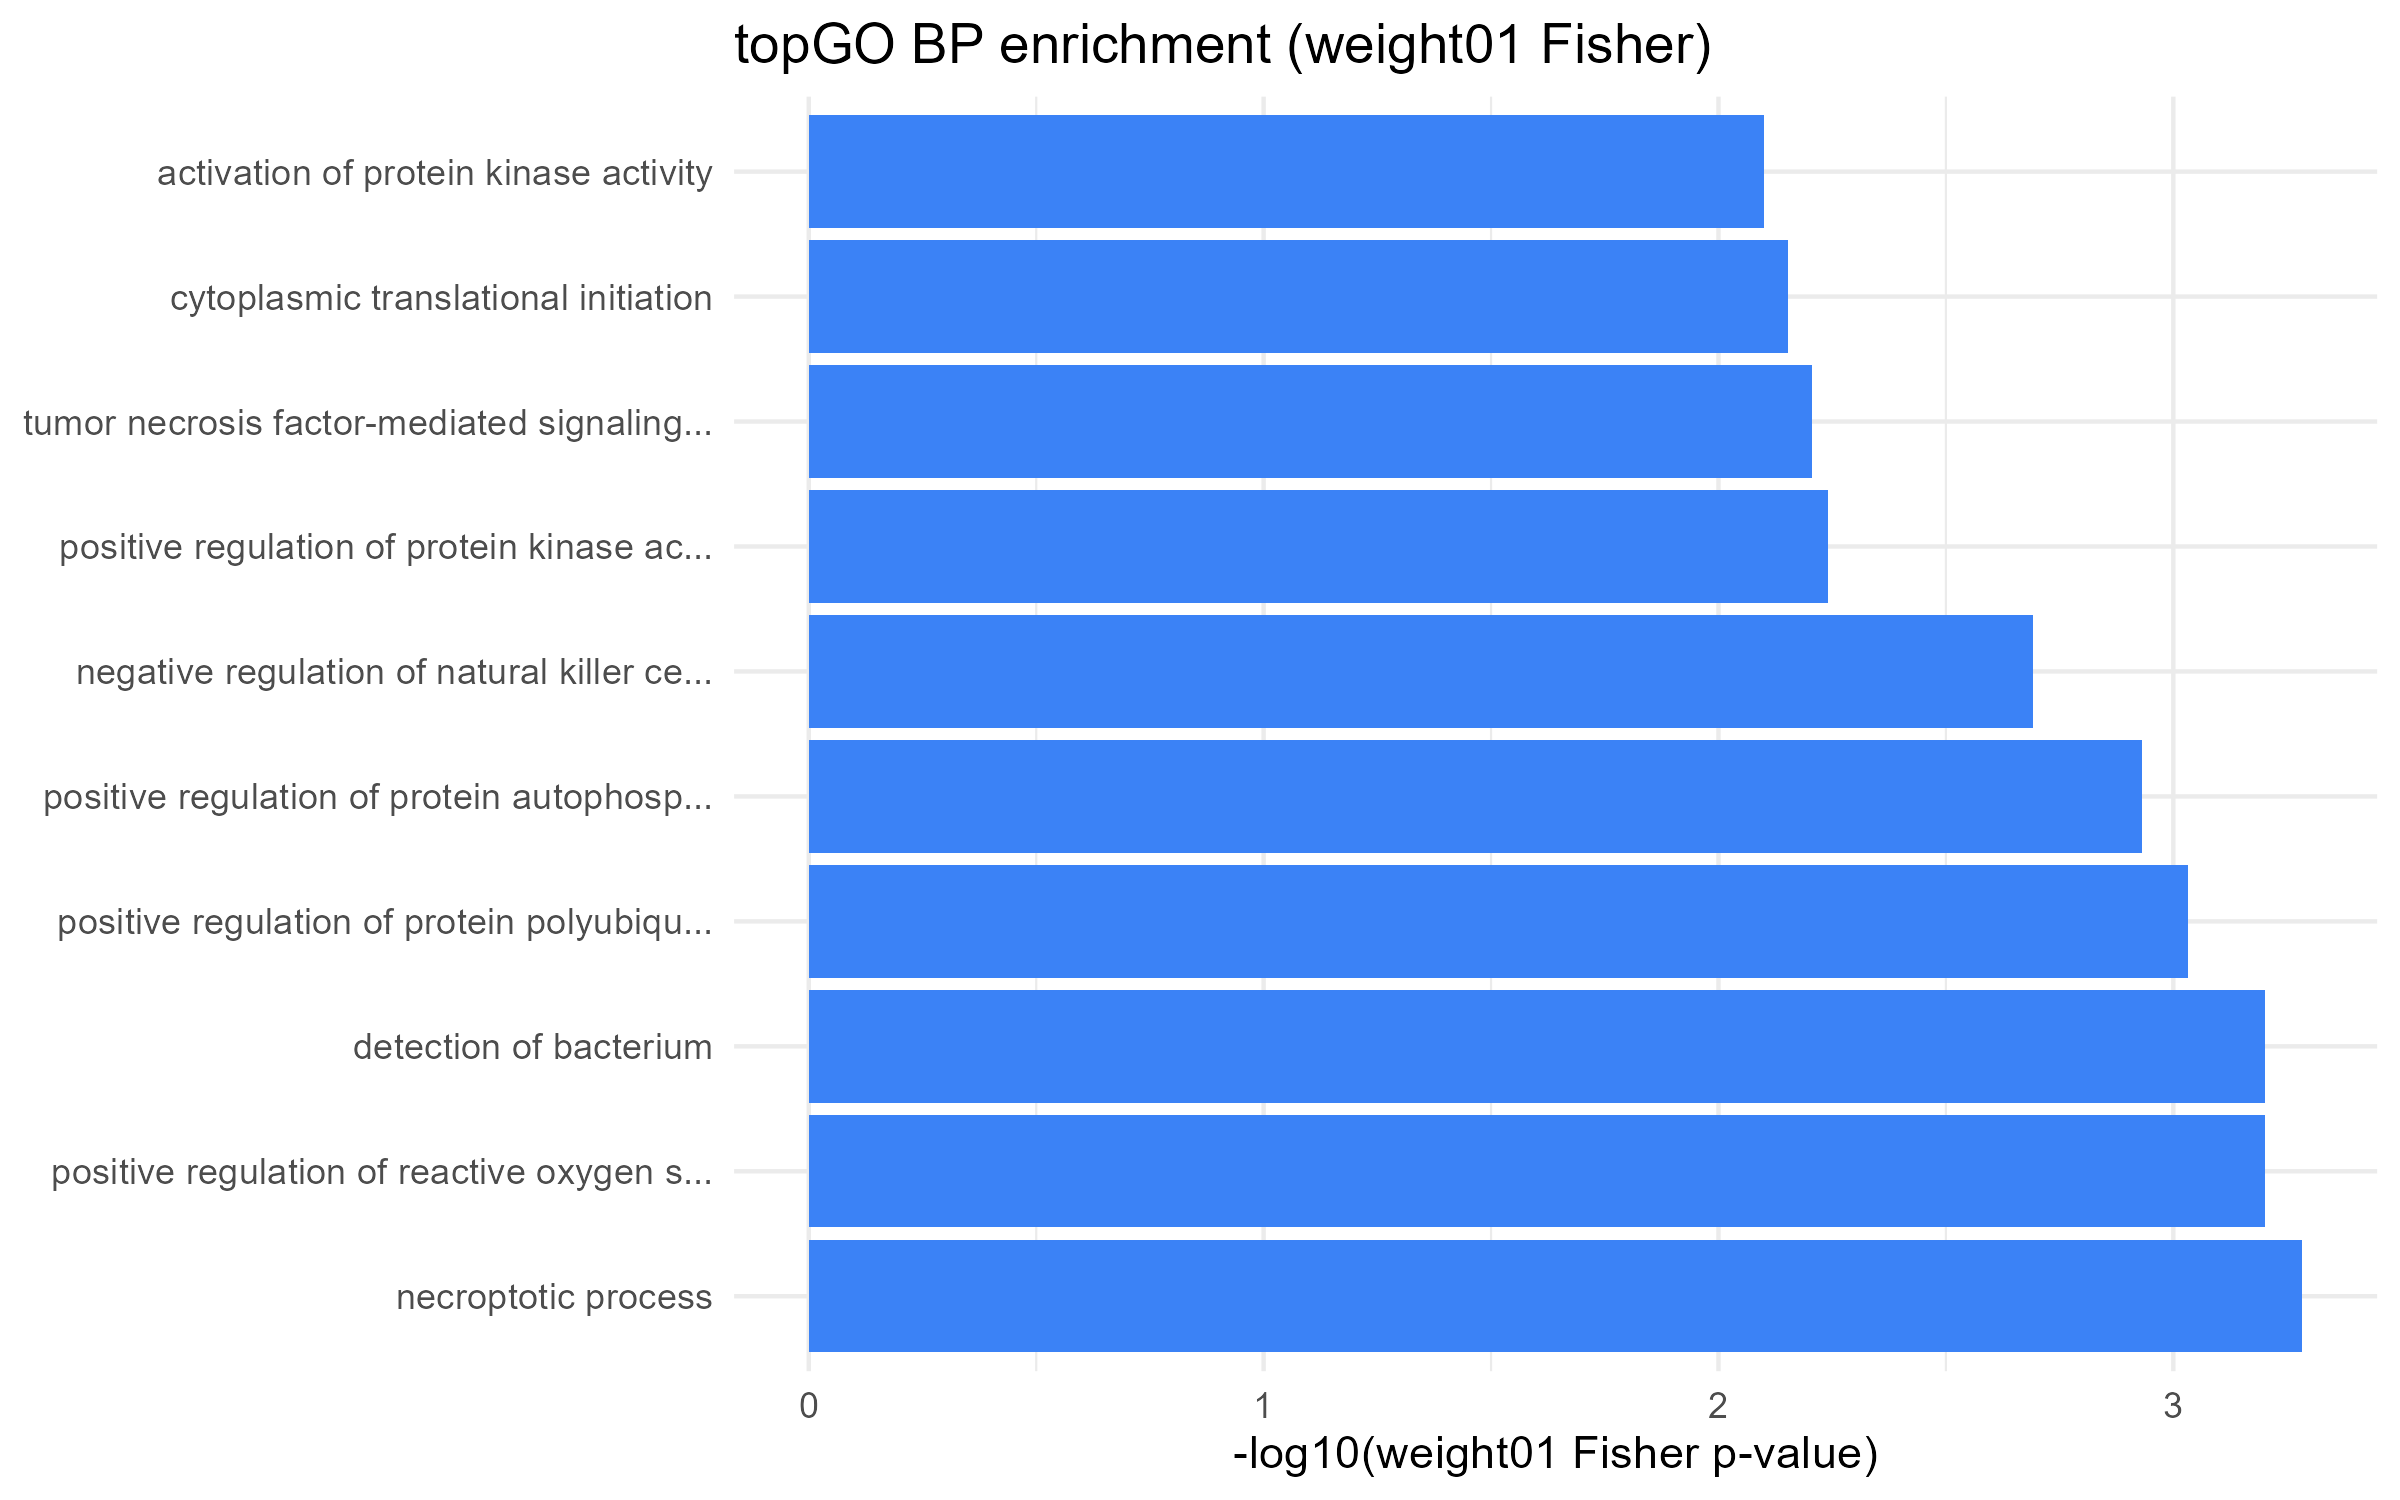 topGO BP enrichment (weight01 Fisher)
activation of protein kinase activity
cytoplasmic translational initiation
tumor necrosis factor-mediated signaling...
positive regulation of protein kinase ac...
negative regulation of natural killer ce...
positive regulation of protein autophosp...
positive regulation of protein polyubiqu...
detection of bacterium
positive regulation of reactive oxygen s...
necroptotic process
0 1 2 3
-log10(weight01 Fisher p-value)